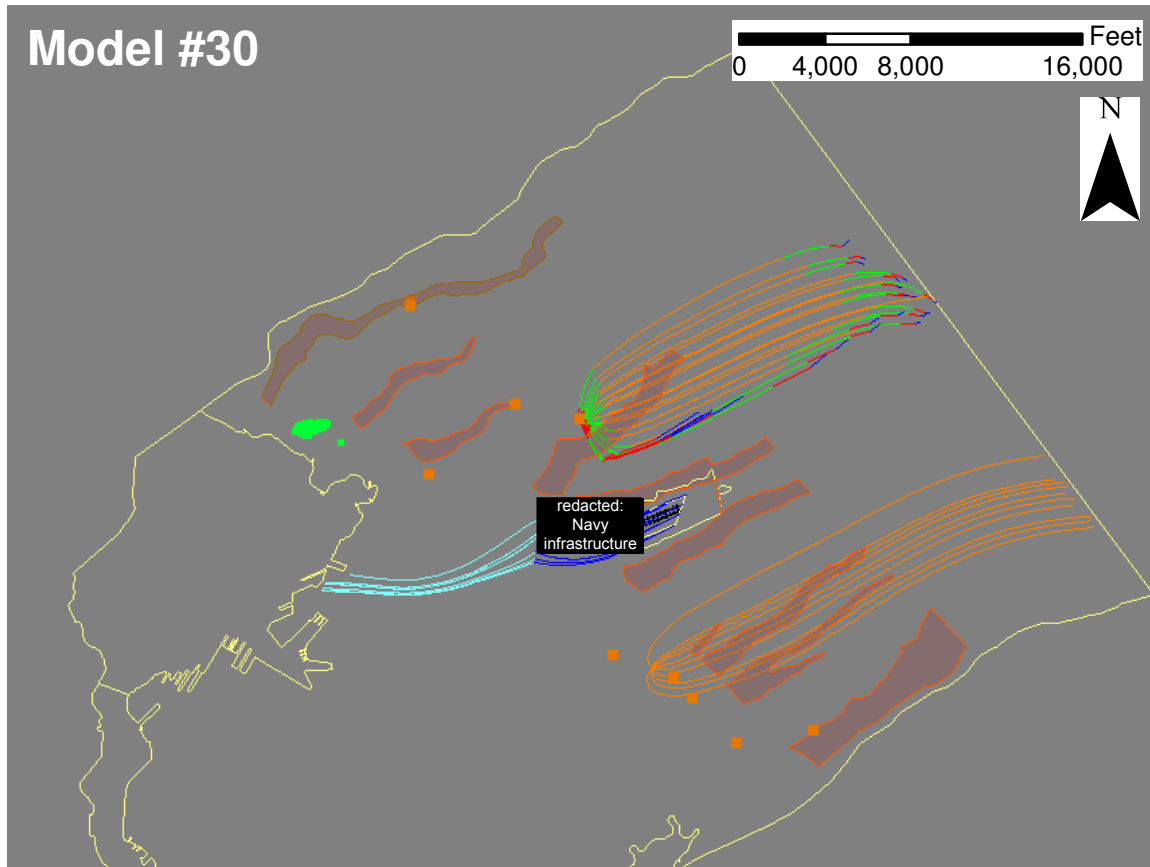 Model #30
Feet
0 4,000 8,000 16,000
N
redacted:
Navy
infrastructure